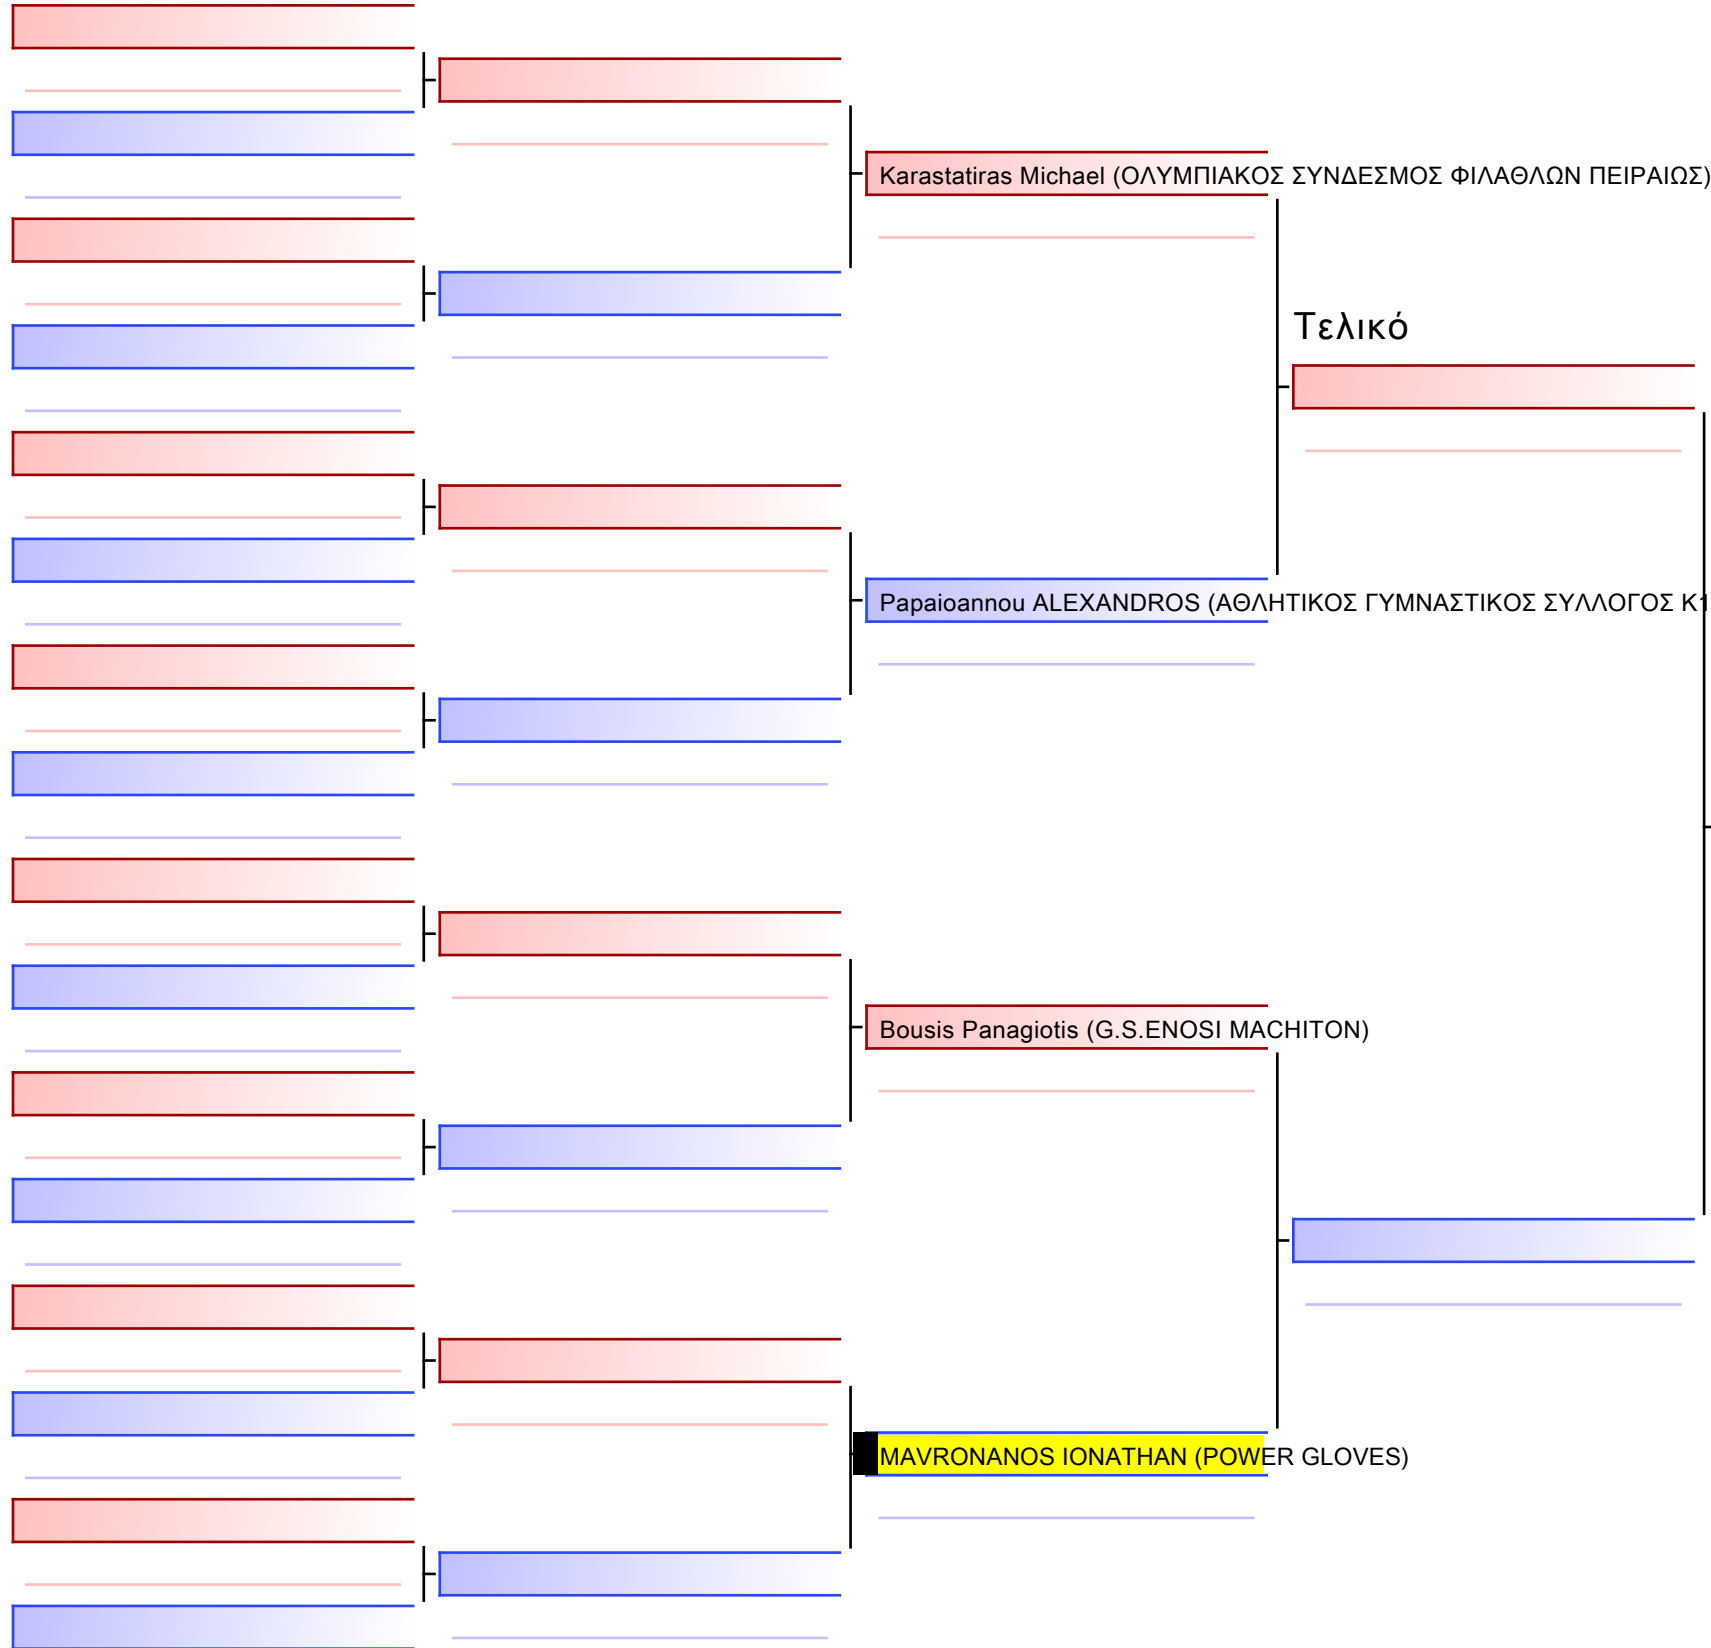 Karastatiras Michael (ΟΛΥΜΠΙΑΚΟΣ ΣΥΝΔΕΣΜΟΣ ΦΙΛΑΘΛΩΝ ΠΕΙΡΑΙΩΣ)
Τελικό
Papaioannou ALEXANDROS (ΑΘΛΗΤΙΚΟΣ ΓΥΜΝΑΣΤΙΚΟΣ ΣΥΛΛΟΓΟΣ Κ1
Bousis Panagiotis (G.S.ENOSI MACHITON)
MAVRONANOS IONATHAN (POWER GLOVES)